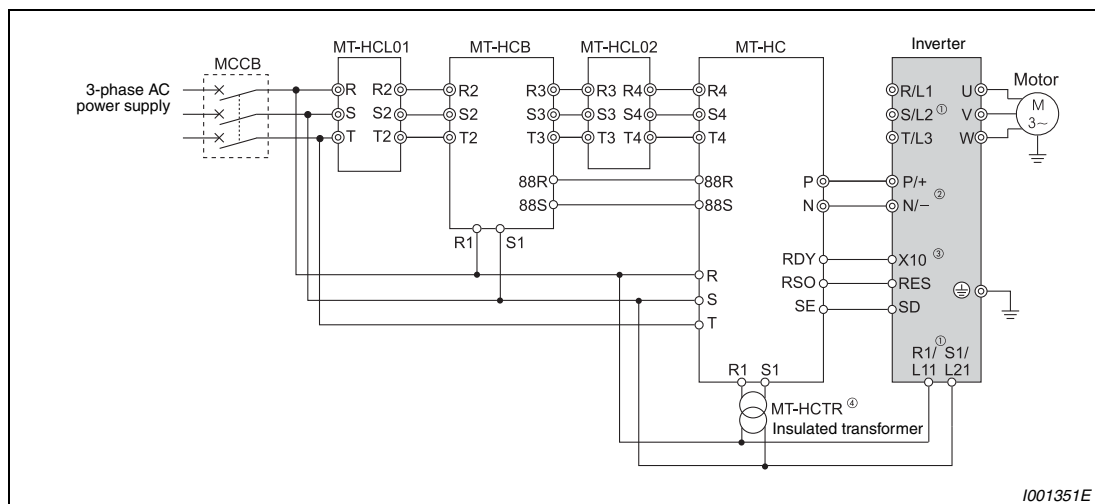 MT-HCL01 MT-HCB MT-HCL02 MT-HC Inverter
MCCB
Motor
3-phase AC
power supply
R R2 R2 R3 R3 R4 R4 R/L1 U
S S2 S2 S3 S3 S4 S4 S/L2 ① V
T T2 T2 T3 T3 T4 T4 T/L3 W
M
3~
88R 88R P P/+
88S 88S N N/− ②
R1 S1
RDY X10 ③
R RSO RES
S SE SD
T
R1/ ① S1/
L11 L21
R1 S1
MT-HCTR ④
Insulated transformer
I001351E